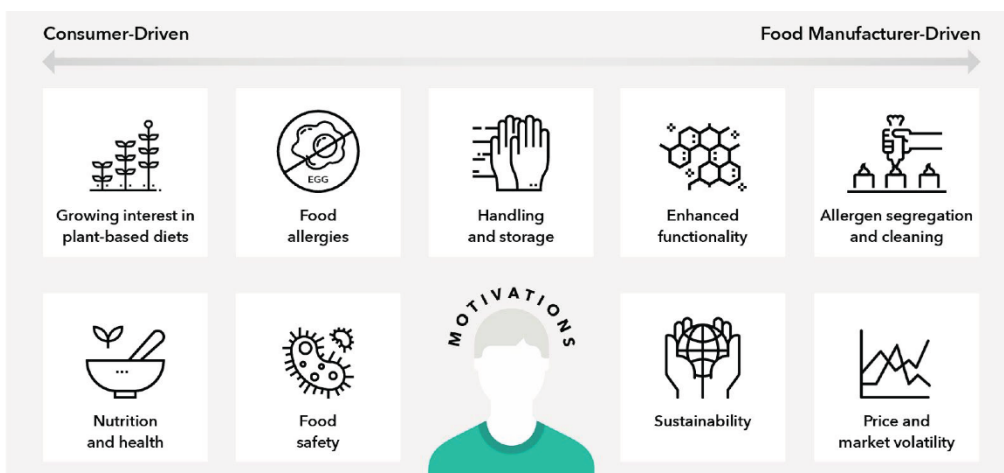 Consumer-Driven
Food Manufacturer-Driven
EGG
Growing interest in
plant-based diets
Food
allergies
Handling
and storage
Enhanced
functionality
Allergen segregation
and cleaning
MOTIVATIONS
Nutrition
and health
Food
safety
Sustainability
Price and
market volatility